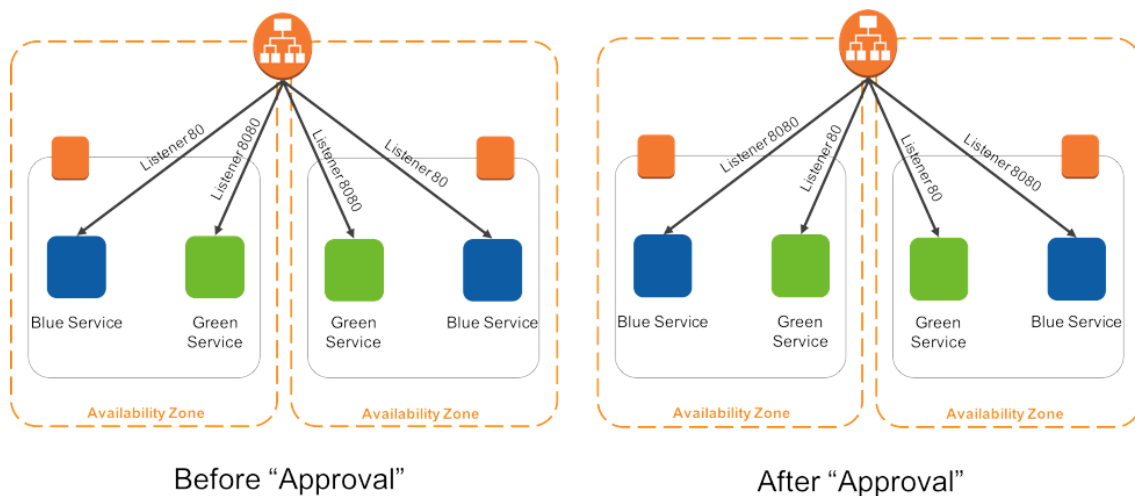 Listener 80
Listener 8080
Listener 8080
Listener 80
Blue Service
Green
Service
Green
Service
Blue Service
Availability Zone
Availability Zone
Before “Approval”
Listener 8080
Listener 80
Listener 80
Listener 8080
Blue Service
Green
Service
Green
Service
Blue Service
Availability Zone
Availability Zone
After “Approval”